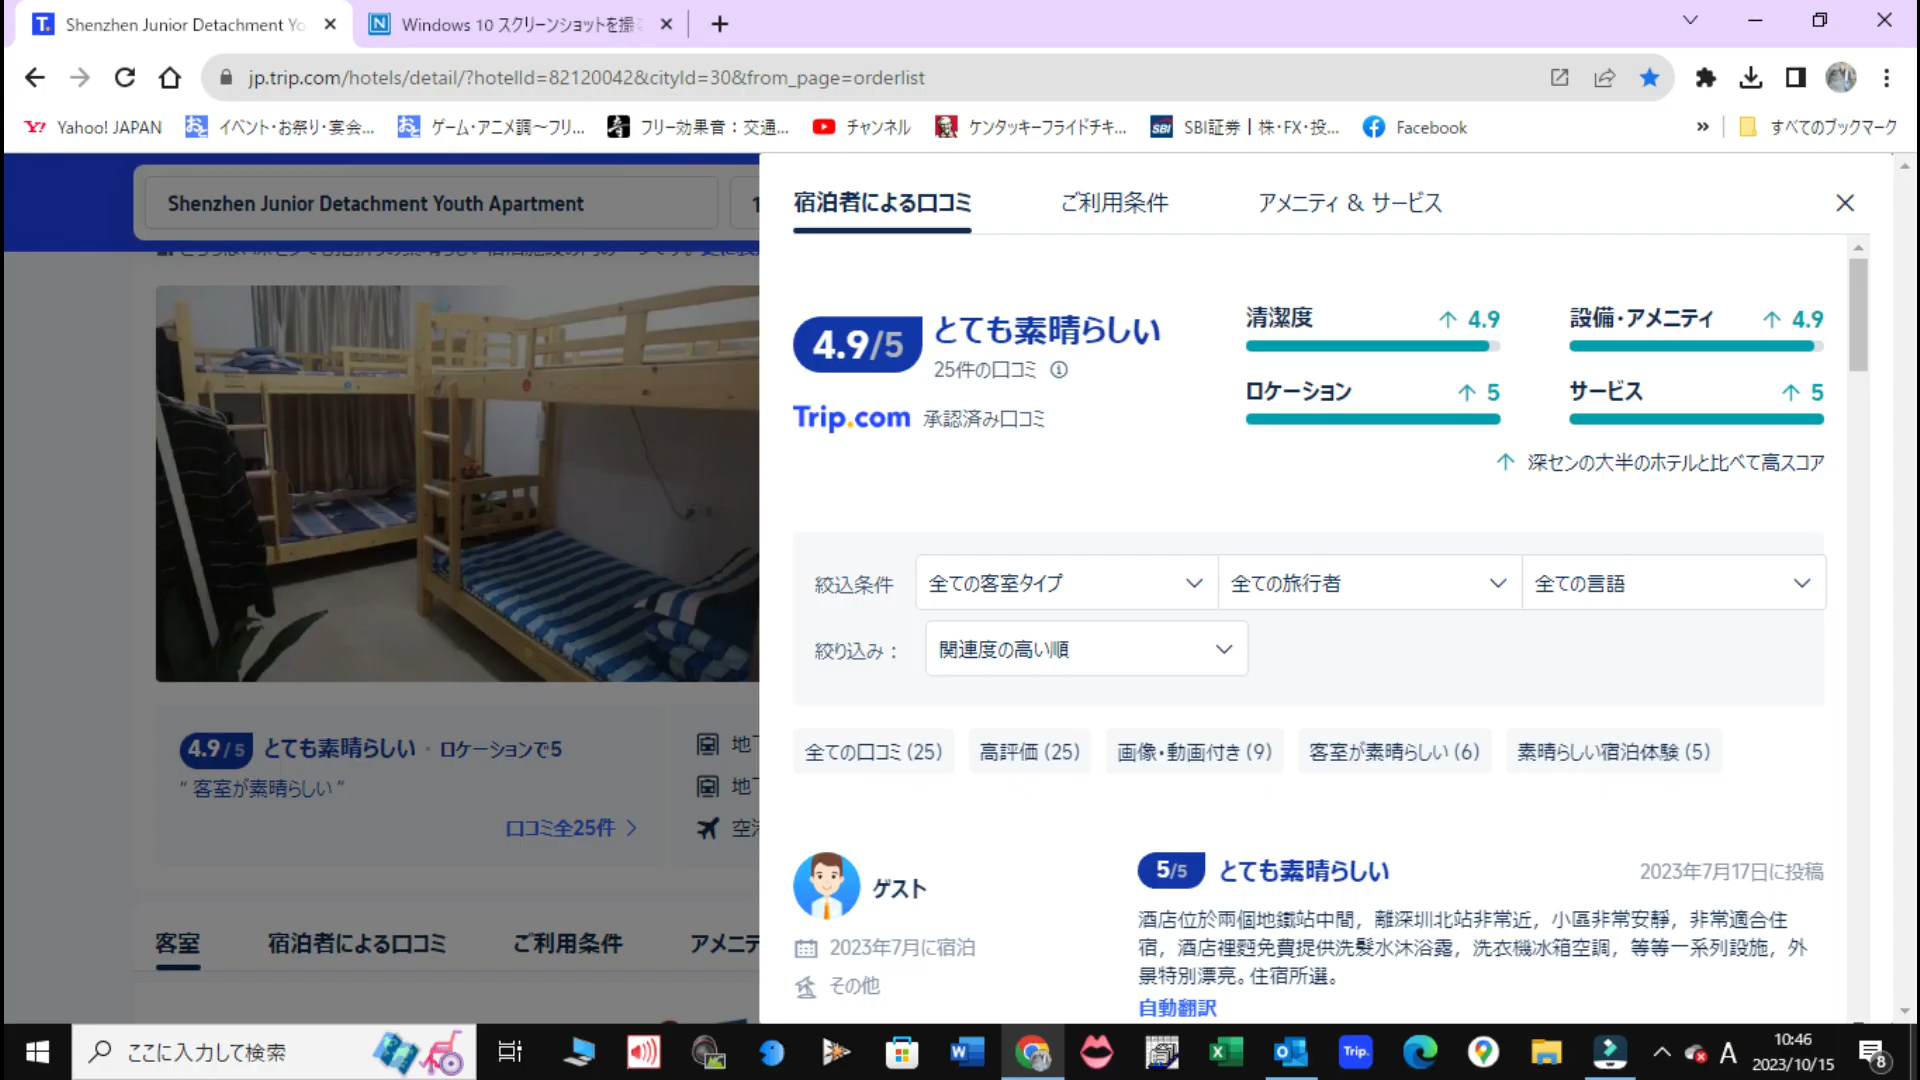 Shenzhen Junior Detachment Yo
Windows 10 スクリーンショットを撮
jp.trip.com/hotels/detail/?hotelId=82120042&cityId=30&from_page=orderlist
Yahoo! JAPAN
イベント・お祭り・宴会...
ゲーム・アニメ調～フリ...
フリー効果音：交通...
チャンネル
ケンタッキーフライドチキ...
SBI証券 | 株・FX・投...
Facebook
»
すべてのブックマーク
Shenzhen Junior Detachment Youth Apartment
1
宿泊者による口コミ
ご利用条件
アメニティ & サービス
4.9/5
とても素晴らしい
25件の口コミ
Trip.com 承認済み口コミ
清潔度 ↑ 4.9
設備・アメニティ ↑ 4.9
ロケーション ↑ 5
サービス ↑ 5
↑ 深センの大半のホテルと比べて高スコア
絞込条件
全ての客室タイプ
全ての旅行者
全ての言語
絞り込み：
関連度の高い順
全ての口コミ (25)
高評価 (25)
画像・動画付き (9)
客室が素晴らしい (6)
素晴らしい宿泊体験 (5)
4.9/5 とても素晴らしい・ロケーションで5
“ 客室が素晴らしい ”
口コミ全25件 >
地下
地下
空港
客室
宿泊者による口コミ
ご利用条件
アメニテ
ゲスト
2023年7月に宿泊
その他
5/5 とても素晴らしい
2023年7月17日に投稿
酒店位於兩個地鐵站中間，離深圳北站非常近，小區非常安靜，非常適合住
宿，酒店裡麪免費提供洗髮水沐浴露，洗衣機冰箱空調，等等一系列設施，外
景特別漂亮。住宿所選。
自動翻訳
ここに入力して検索
Trip.
A
10:46
2023/10/15
8